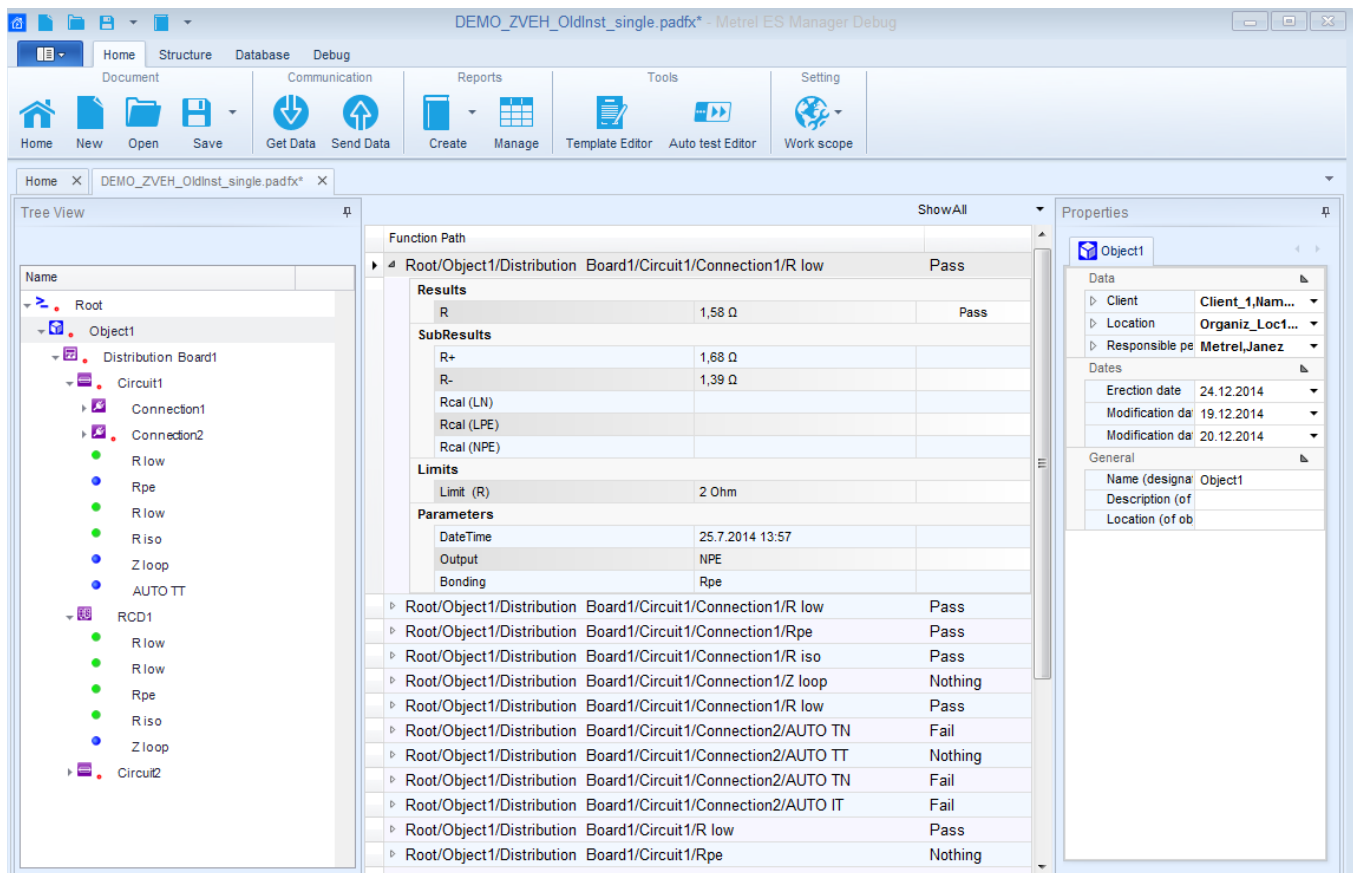 DEMO_ZVEH_OldInst_single.padfx* - Metrel ES Manager Debug
Home Structure Database Debug
Document Communication Reports Tools Setting
Home New Open Save Get Data Send Data Create Manage Template Editor Auto test Editor Work scope
Home DEMO_ZVEH_OldInst_single.padfx*
Tree View
Name
Root
Object1
Distribution Board1
Circuit1
Connection1
Connection2
R low
Rpe
R low
R iso
Z loop
AUTO TT
RCD1
R low
R low
Rpe
R iso
Z loop
Circuit2
ShowAll
Function Path
Root/Object1/Distribution Board1/Circuit1/Connection1/R low Pass
Results
R 1,58 Ω Pass
SubResults
R+ 1,68 Ω
R- 1,39 Ω
Rcal (LN)
Rcal (LPE)
Rcal (NPE)
Limits
Limit (R) 2 Ohm
Parameters
DateTime 25.7.2014 13:57
Output NPE
Bonding Rpe
Root/Object1/Distribution Board1/Circuit1/Connection1/R low Pass
Root/Object1/Distribution Board1/Circuit1/Connection1/Rpe Pass
Root/Object1/Distribution Board1/Circuit1/Connection1/R iso Pass
Root/Object1/Distribution Board1/Circuit1/Connection1/Z loop Nothing
Root/Object1/Distribution Board1/Circuit1/Connection1/R low Pass
Root/Object1/Distribution Board1/Circuit1/Connection2/AUTO TN Fail
Root/Object1/Distribution Board1/Circuit1/Connection2/AUTO TT Nothing
Root/Object1/Distribution Board1/Circuit1/Connection2/AUTO TN Fail
Root/Object1/Distribution Board1/Circuit1/Connection2/AUTO IT Fail
Root/Object1/Distribution Board1/Circuit1/R low Pass
Root/Object1/Distribution Board1/Circuit1/Rpe Nothing
Properties
Object1
Data
Client Client_1,Nam...
Location Organiz_Loc1...
Responsible pe Metrel,Janez
Dates
Erection date 24.12.2014
Modification da 19.12.2014
Modification da 20.12.2014
General
Name (designa Object1
Description (of
Location (of ob